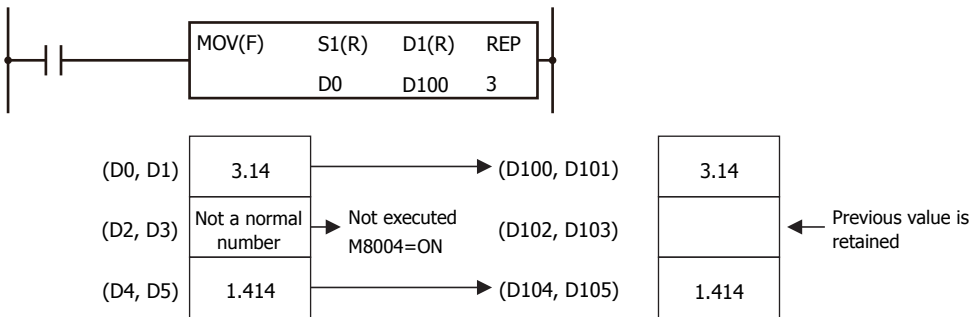 MOV(F) S1(R) D1(R) REP
D0 D100 3
(D0, D1) 3.14 (D100, D101) 3.14
(D2, D3) Not a normal number Not executed M8004=ON (D102, D103) Previous value is retained
(D4, D5) 1.414 (D104, D105) 1.414